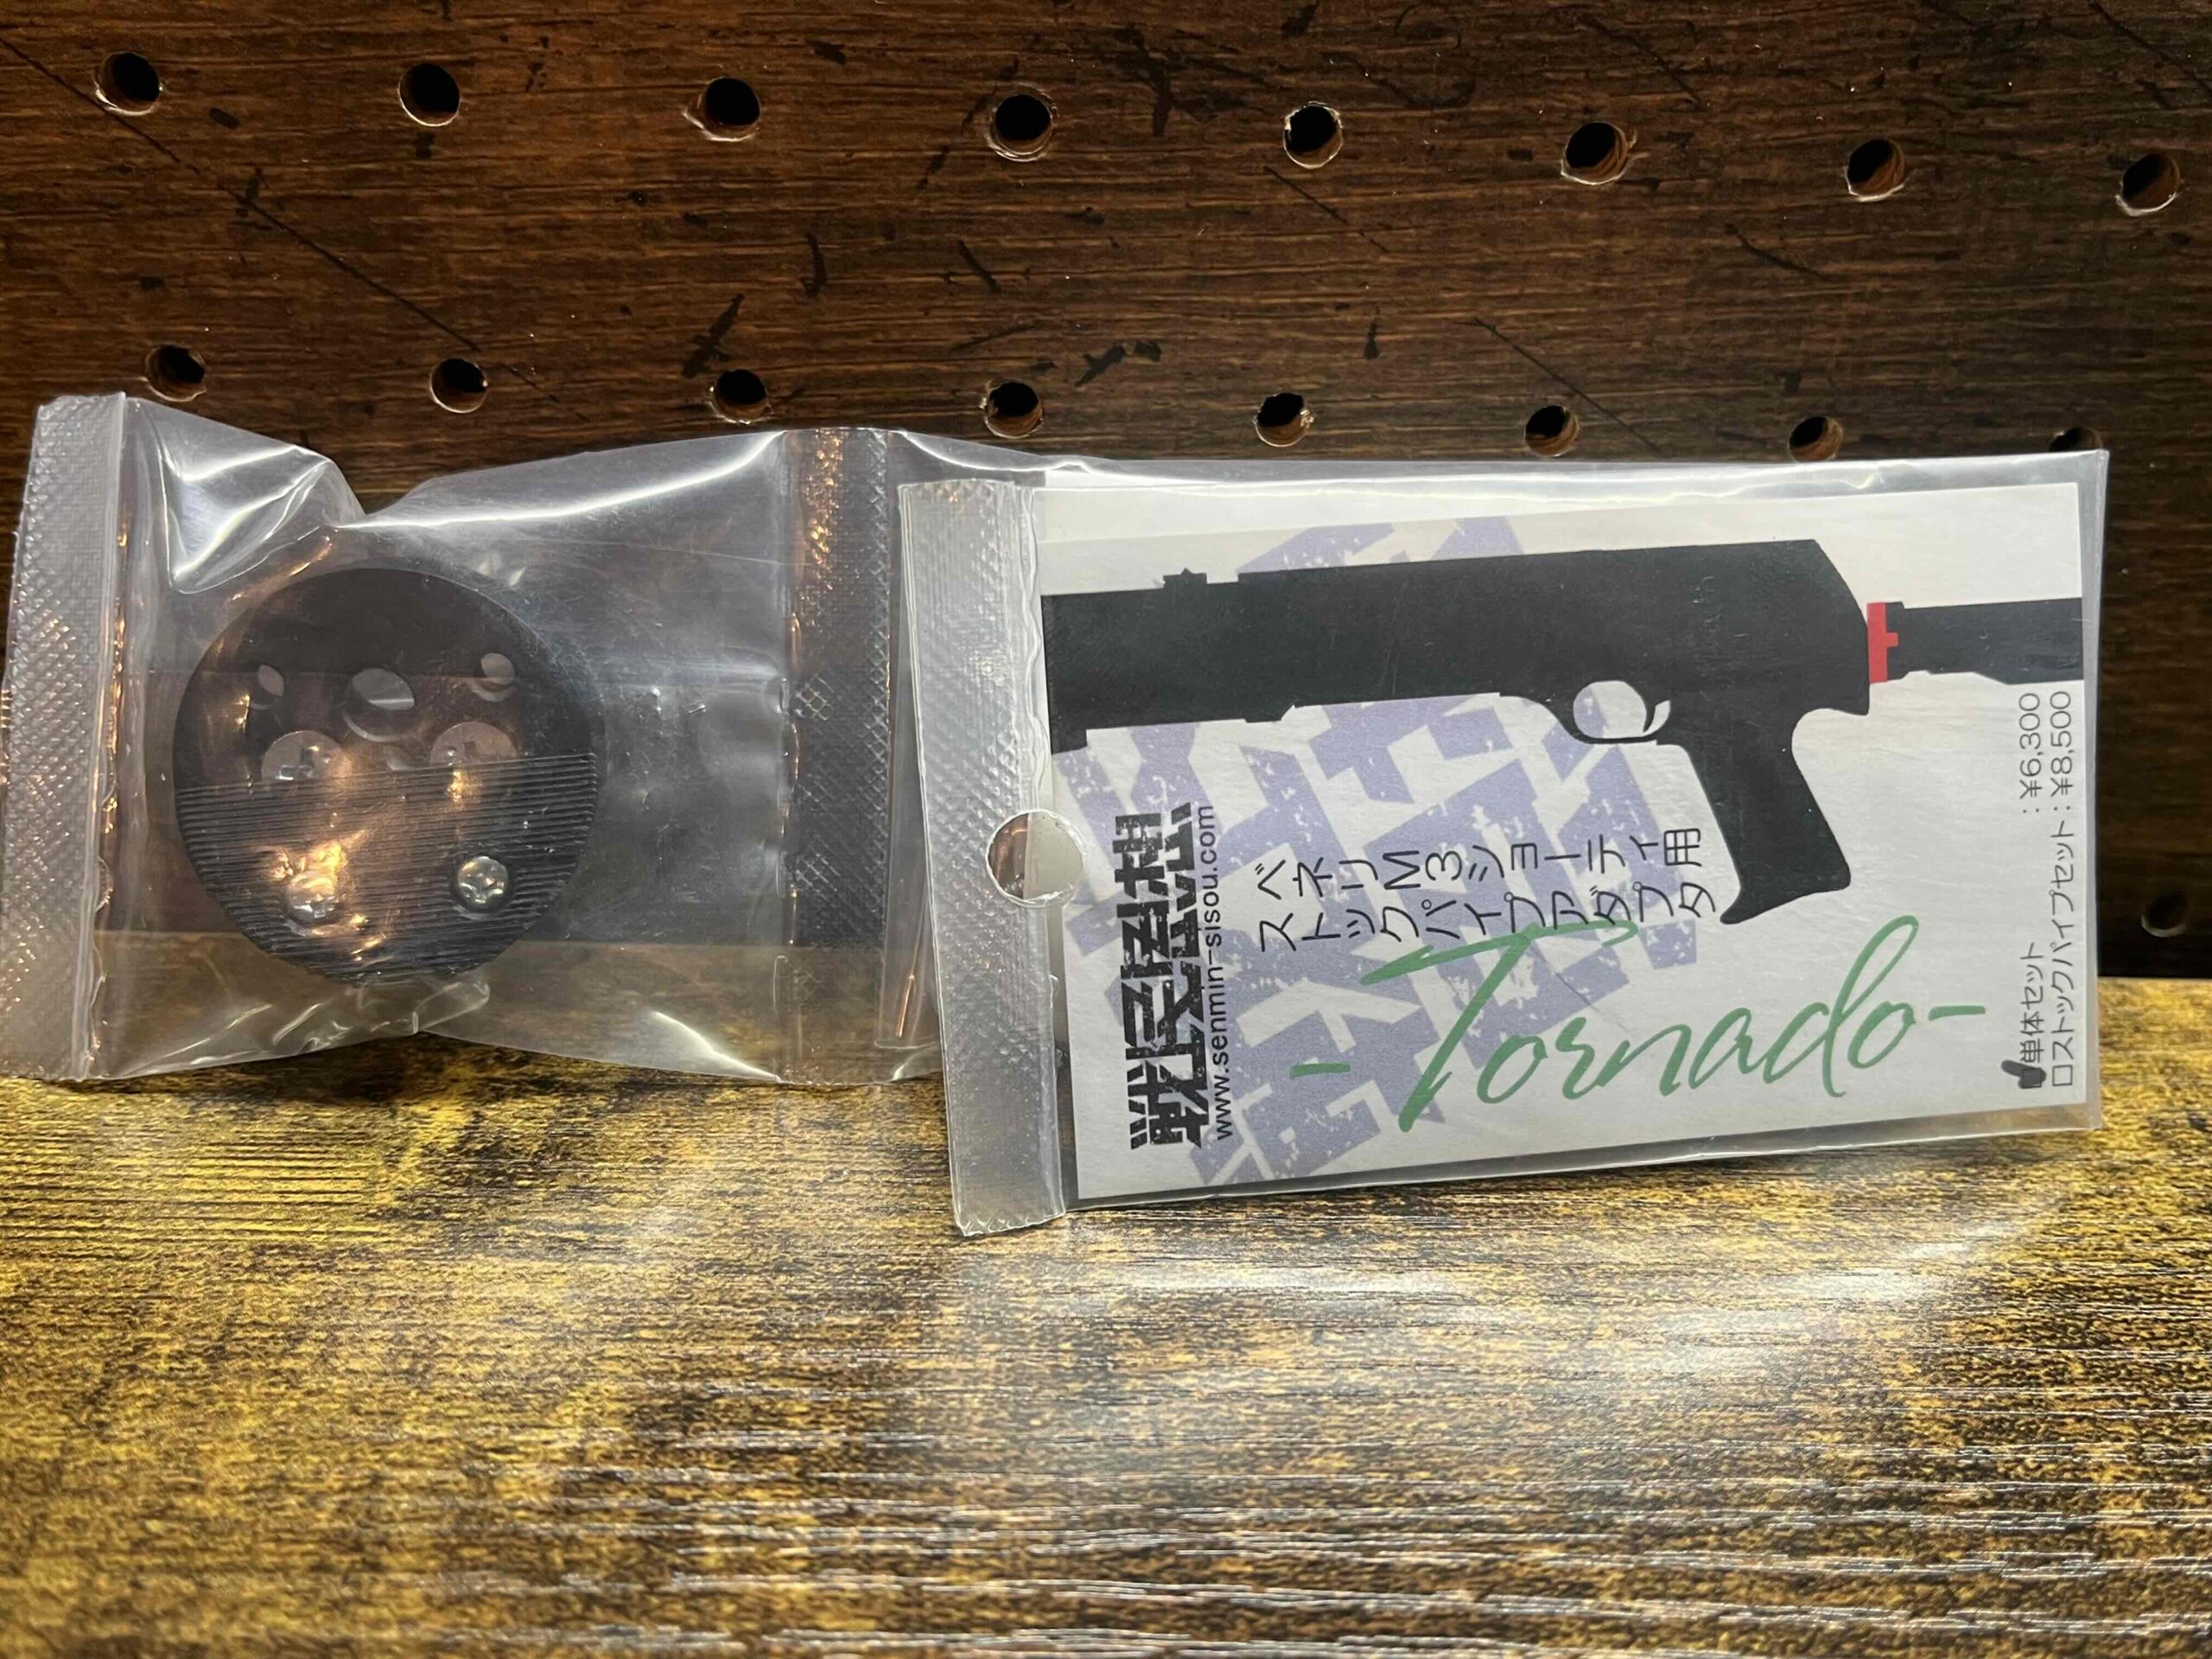 戦民思想
www.senmin-sisou.com
ベネリM3ショーティ用
ストックパイプアダプタ
-Tornado-
単体セット：¥6,300
□ストックパイプセット：¥8,500